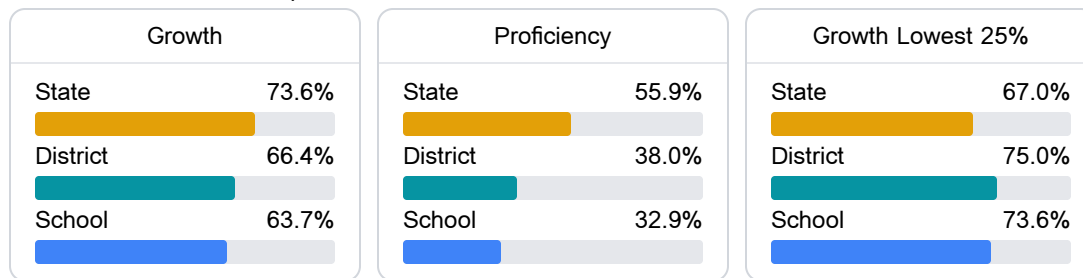 Growth
State 73.6%
District 66.4%
School 63.7%
Proficiency
State 55.9%
District 38.0%
School 32.9%
Growth Lowest 25%
State 67.0%
District 75.0%
School 73.6%